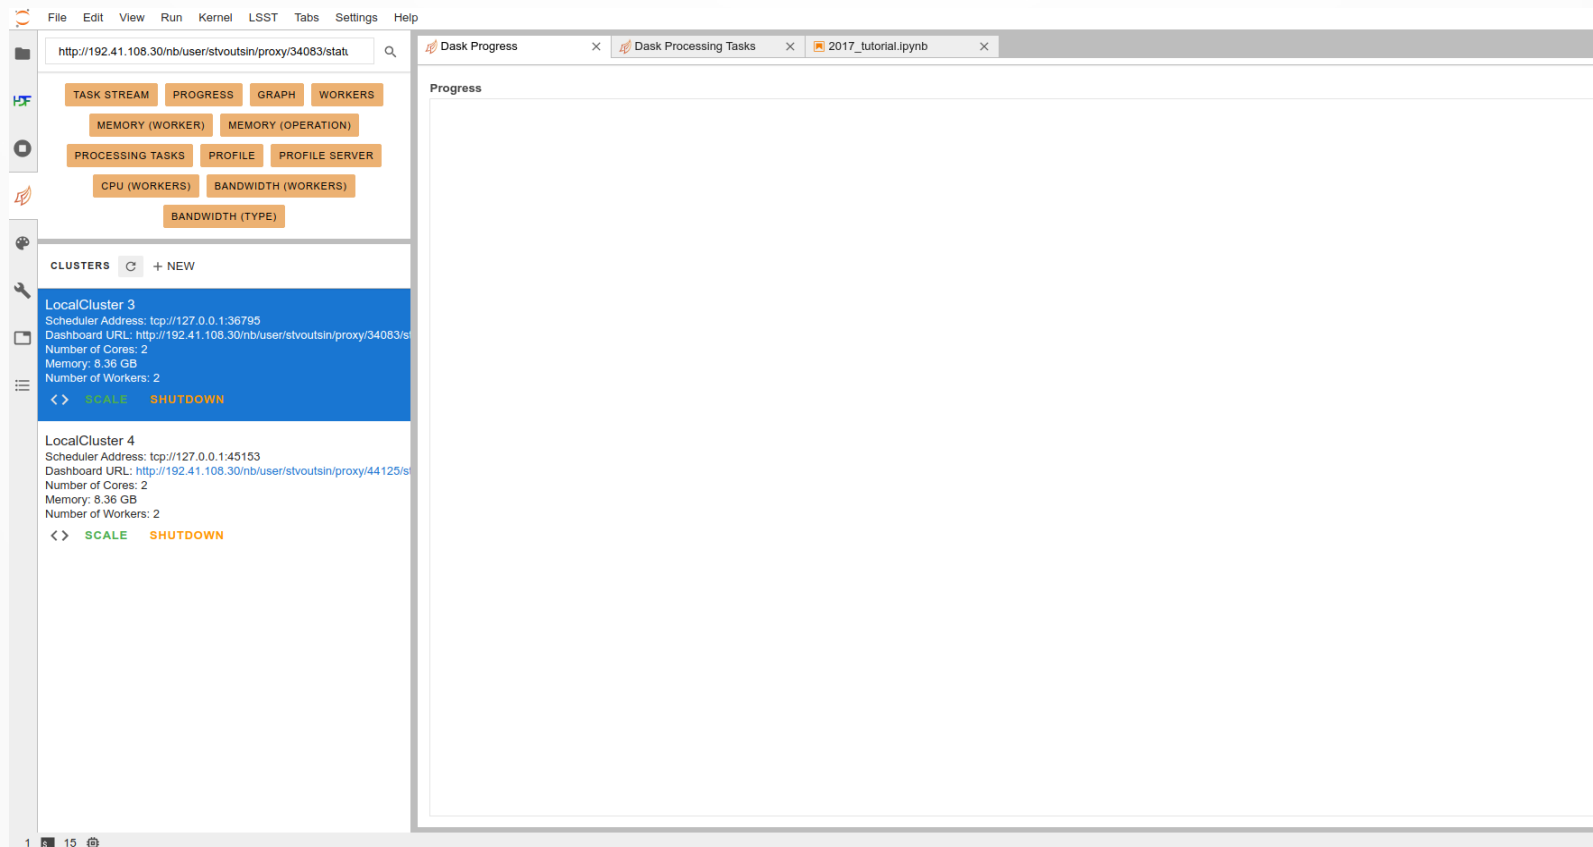 File Edit View Run Kernel LSST Tabs Settings Help
http://192.41.108.30/nb/user/stvoutsin/proxy/34083/statu
TASK STREAM PROGRESS GRAPH WORKERS
MEMORY (WORKER) MEMORY (OPERATION)
PROCESSING TASKS PROFILE PROFILE SERVER
CPU (WORKERS) BANDWIDTH (WORKERS)
BANDWIDTH (TYPE)
CLUSTERS + NEW
LocalCluster 3
Scheduler Address: tcp://127.0.0.1:36795
Dashboard URL: http://192.41.108.30/nb/user/stvoutsin/proxy/34083/st
Number of Cores: 2
Memory: 8.36 GB
Number of Workers: 2
<> SCALE SHUTDOWN
LocalCluster 4
Scheduler Address: tcp://127.0.0.1:45153
Dashboard URL: http://192.41.108.30/nb/user/stvoutsin/proxy/44125/st
Number of Cores: 2
Memory: 8.36 GB
Number of Workers: 2
<> SCALE SHUTDOWN
Dask Progress Dask Processing Tasks 2017_tutorial.ipynb
Progress
1 15